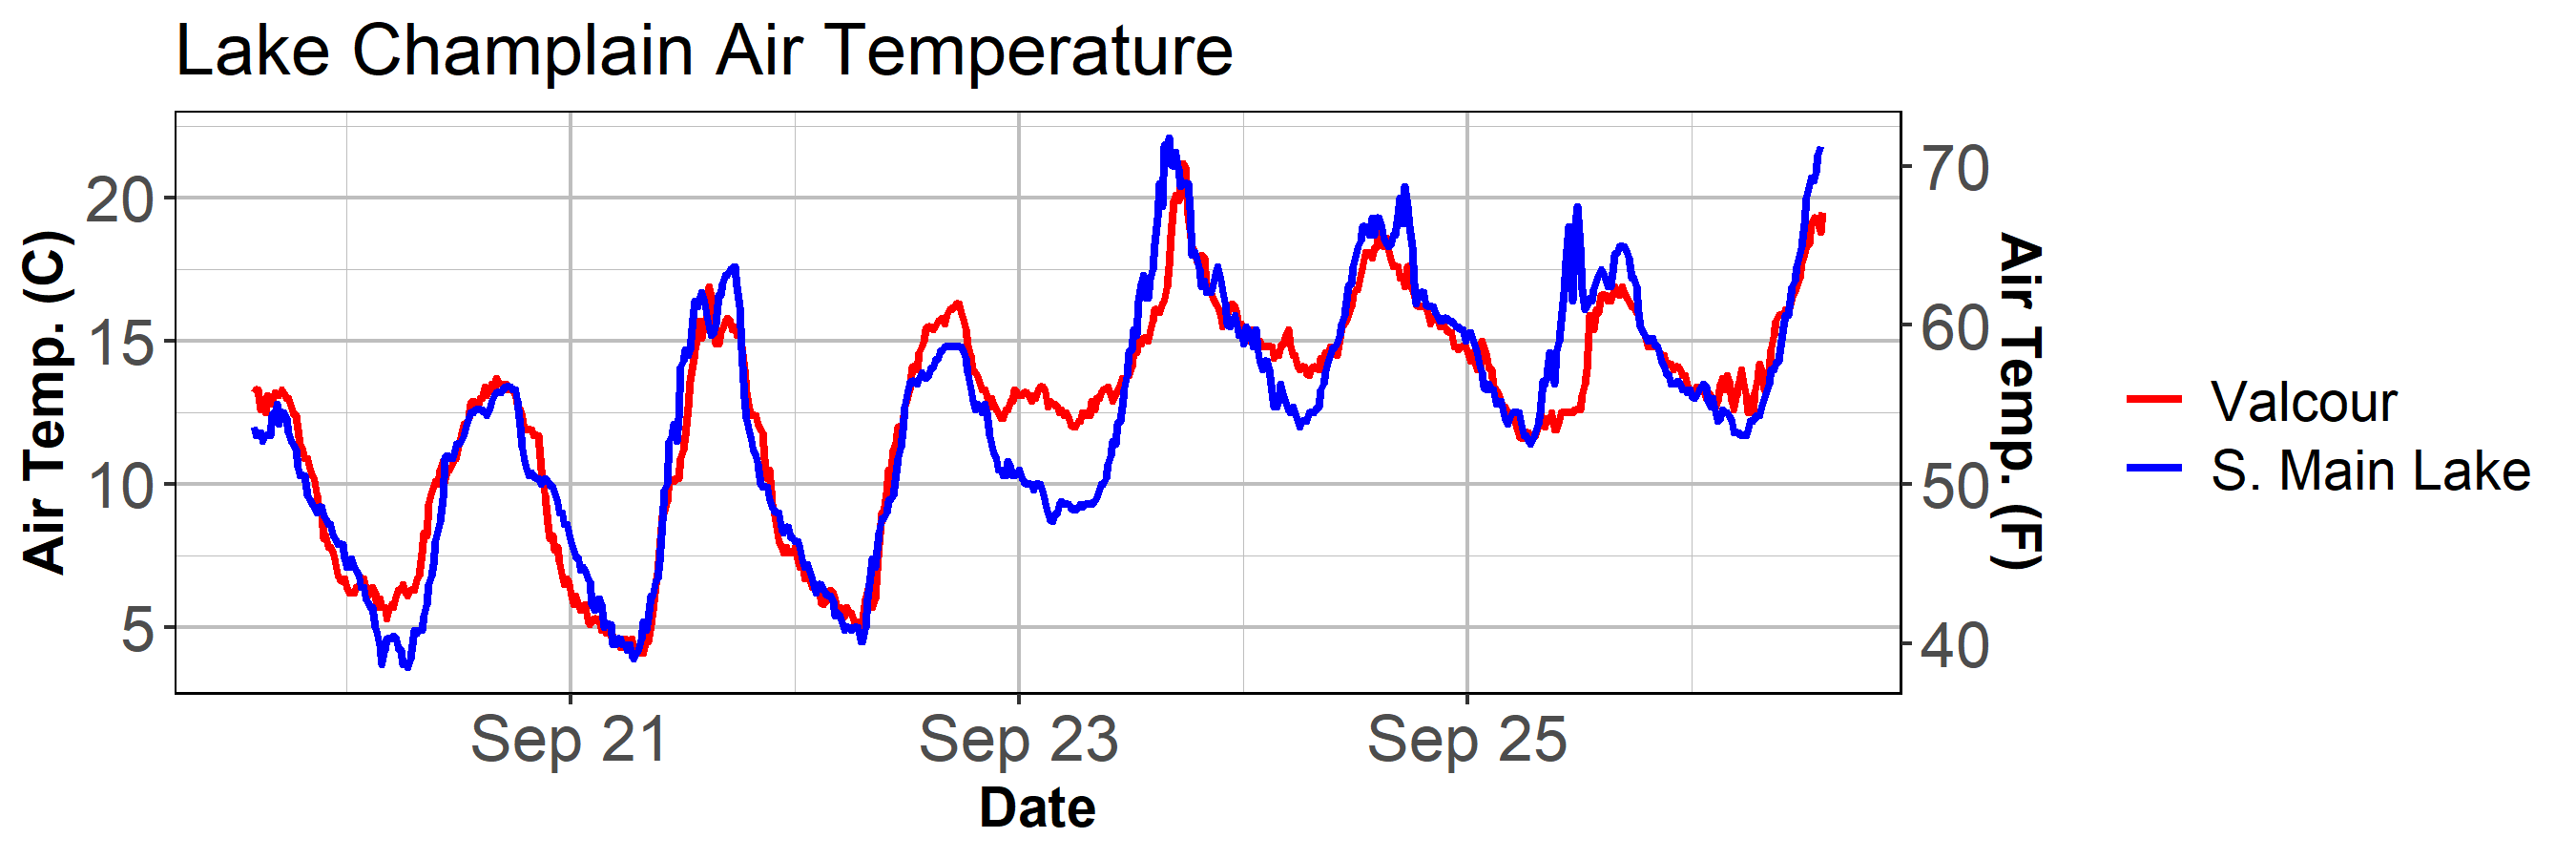 Lake Champlain Air Temperature
Air Temp. (C)
20
15
10
5
70
60
50
40
Air Temp. (F)
Sep 21
Sep 23
Sep 25
Date
Valcour
S. Main Lake